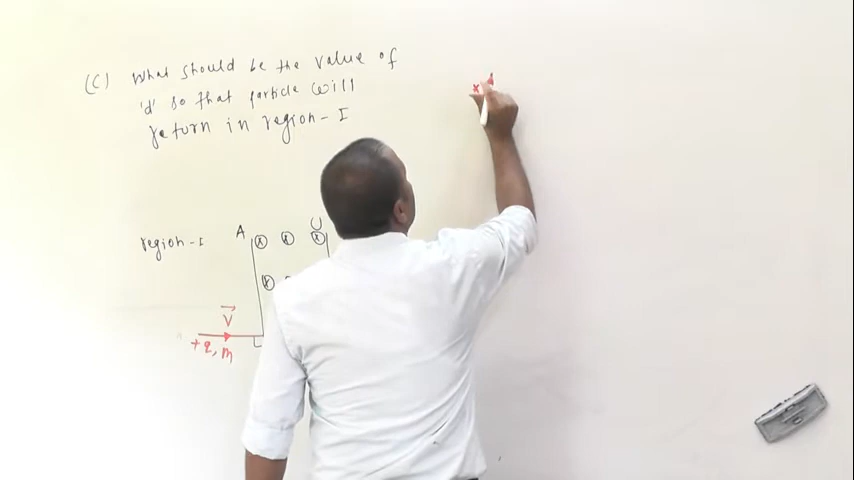 (C) What should be the value of
'd' so that particle will
return in region-I
region-I
A
V
+q, m